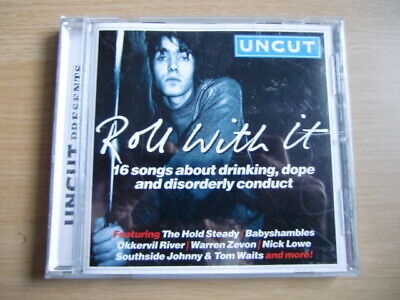 UNCUT PRESENTS
UNCUT
Roll With it
16 songs about drinking, dope
and disorderly conduct
Featuring The Hold Steady | Babyshambles
Okkervil River | Warren Zevon | Nick Lowe
Southside Johnny & Tom Waits and more!